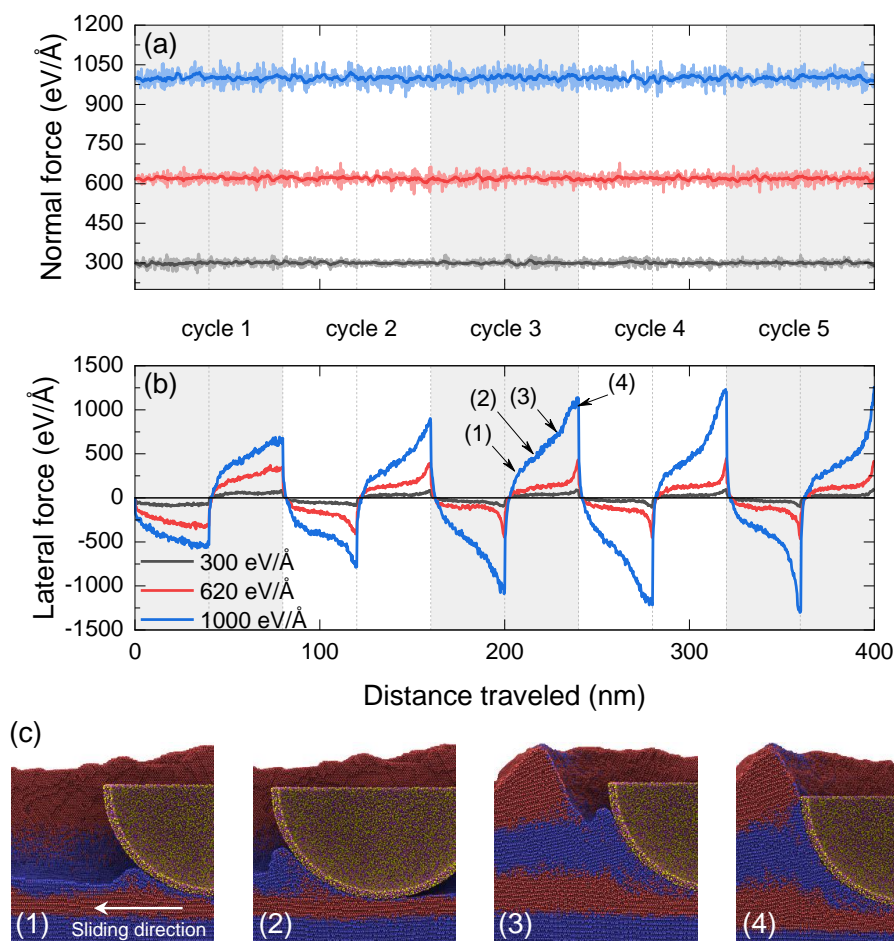 (a)
Normal force (eV/Å)
1200
1050
900
750
600
450
300
cycle 1 cycle 2 cycle 3 cycle 4 cycle 5
(b)
Lateral force (eV/Å)
1500
1000
500
0
-500
-1000
-1500
(1) (2) (3) (4)
300 eV/Å
620 eV/Å
1000 eV/Å
0 100 200 300 400
Distance traveled (nm)
(c)
(1) Sliding direction
(2)
(3)
(4)